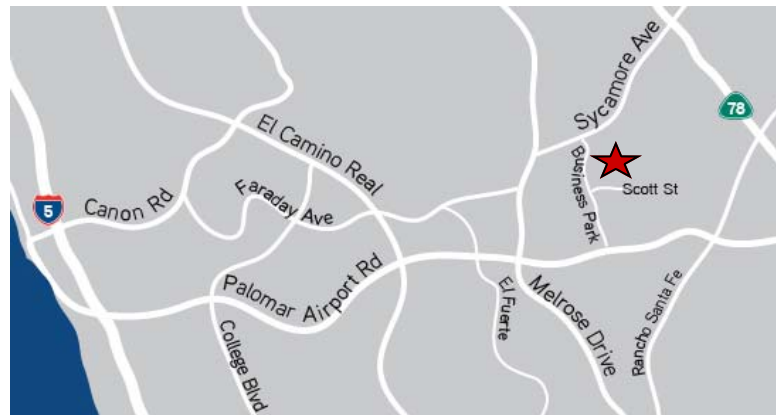 Sycamore Ave
78
El Camino Real
Business Park
Faraday Ave
Scott St
5
Canon Rd
Palomar Airport Rd
El Fuerte
Melrose Drive
Rancho Santa Fe
College Blvd